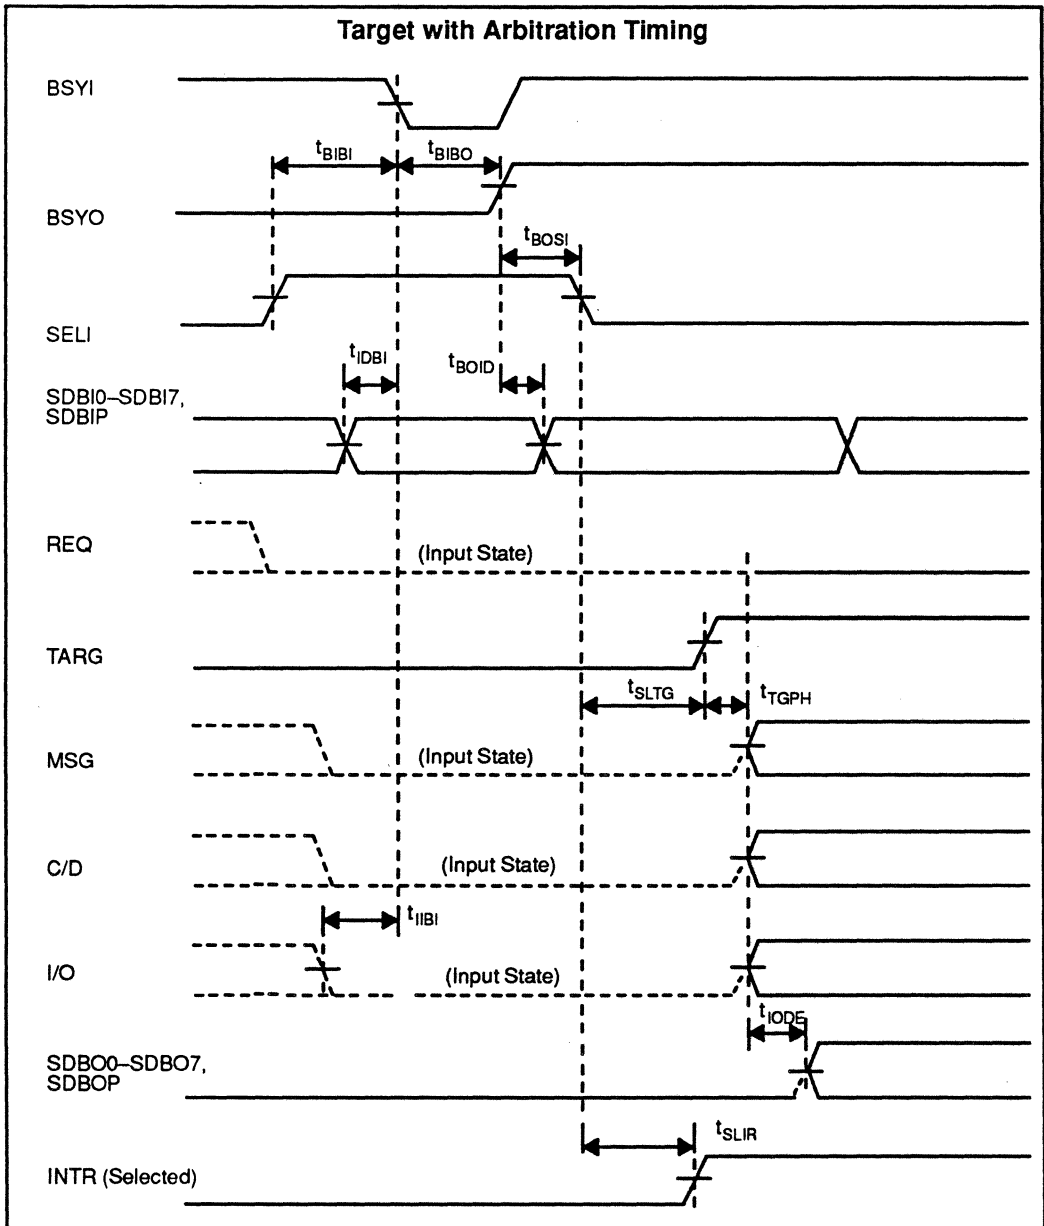 Target with Arbitration Timing
BSYI
tBIBI
tBIBO
BSYO
tBOSI
SELI
tIDBI
tBOID
SDBI0–SDBI7,
SDBIP
REQ
(Input State)
TARG
tSLTG
tTGPH
MSG
(Input State)
C/D
(Input State)
tIIBI
I/O
(Input State)
tIODE
SDBO0–SDBO7,
SDBOP
tSLIR
INTR (Selected)